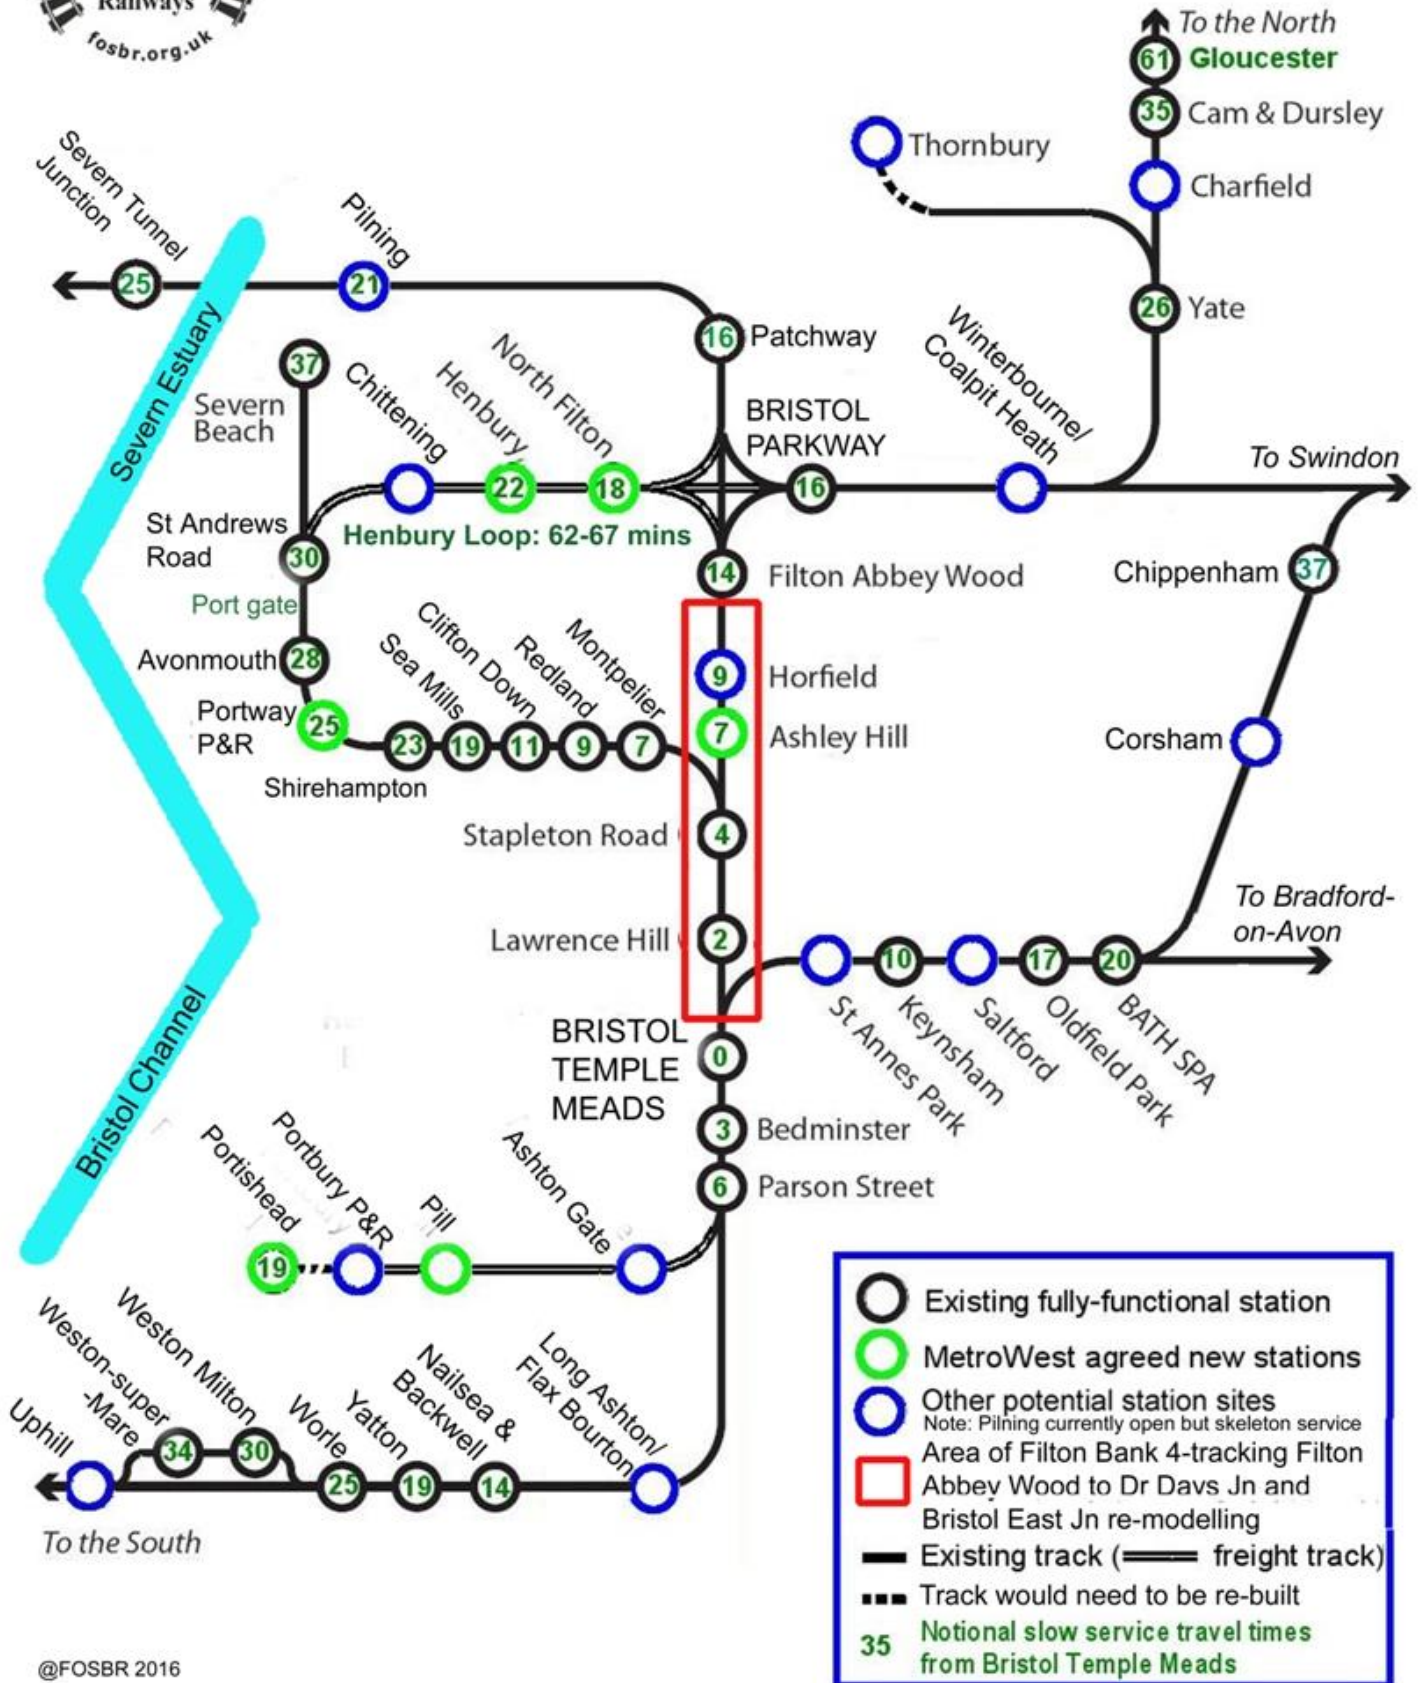 Railways
fosbr.org.uk
To the North
61 Gloucester
35 Cam & Dursley
Thornbury
Charfield
Severn Tunnel
Junction
25
Pilning
21
26 Yate
16 Patchway
37
Severn
Beach
Severn Estuary
Chittening
Henbury
22
North Filton
18
BRISTOL
PARKWAY
16
Winterbourne/
Coalpit Heath
To Swindon
Henbury Loop: 62-67 mins
St Andrews
Road
30
14 Filton Abbey Wood
Chippenham 37
Port gate
Avonmouth 28
Portway
P&R
25
Shirehampton
23
Sea Mills
19
Clifton Down
11
Redland
9
Montpelier
7
9 Horfield
7 Ashley Hill
Corsham
Stapleton Road 4
Lawrence Hill 2
To Bradford-
on-Avon
St Annes Park
10
Keynsham
Saltford
17
Oldfield Park
20
BATH SPA
BRISTOL
TEMPLE
MEADS
0
3 Bedminster
6 Parson Street
Bristol Channel
Portishead
19
Portbury P&R
Pill
Ashton Gate
Uphill
Weston-super
-Mare
34
Weston Milton
30
Worle
25
Yatton
19
Nailsea &
Backwell
14
Long Ashton/
Flax Bourton
To the South
Existing fully-functional station
MetroWest agreed new stations
Other potential station sites
Note: Pilning currently open but skeleton service
Area of Filton Bank 4-tracking Filton
Abbey Wood to Dr Days Jn and
Bristol East Jn re-modelling
Existing track ( freight track)
Track would need to be re-built
35 Notional slow service travel times
from Bristol Temple Meads
@FOSBR 2016